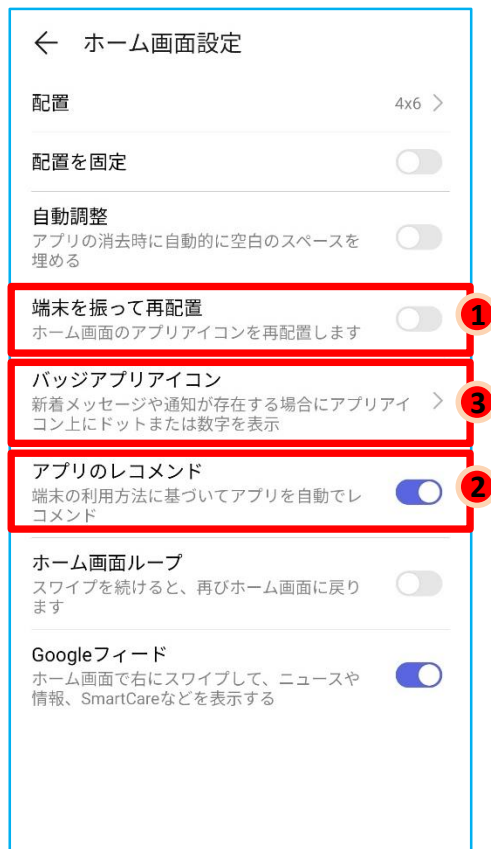 ← ホーム画面設定
配置 4x6 >
配置を固定
自動調整
アプリの消去時に自動的に空白のスペースを
埋める
端末を振って再配置
ホーム画面のアプリアイコンを再配置します
1
バッジアプリアイコン
新着メッセージや通知が存在する場合にアプリアイ >
コン上にドットまたは数字を表示
3
アプリのレコメンド
端末の利用方法に基づいてアプリを自動でレ
コメンド
2
ホーム画面ループ
スワイプを続けると、再びホーム画面に戻り
ます
Googleフィード
ホーム画面で右にスワイプして、ニュースや
情報、SmartCareなどを表示する